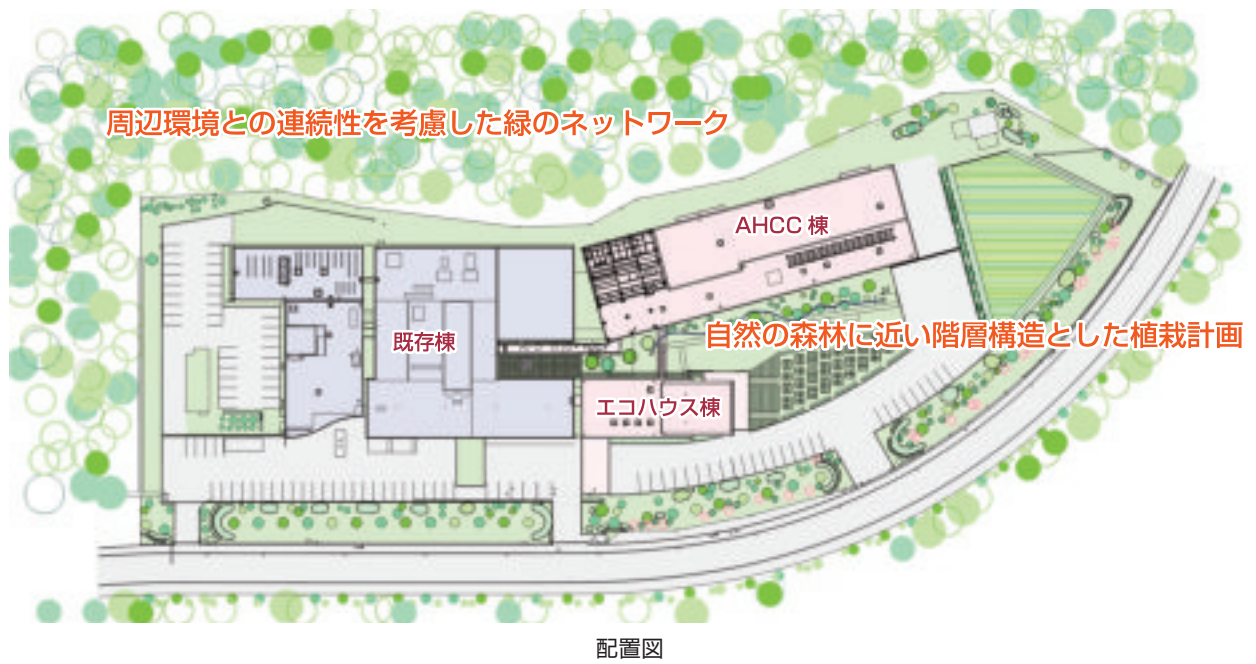 周辺環境との連続性を考慮した緑のネットワーク
AHCC 棟
自然の森林に近い階層構造とした植栽計画
既存棟
エコハウス棟
配置図